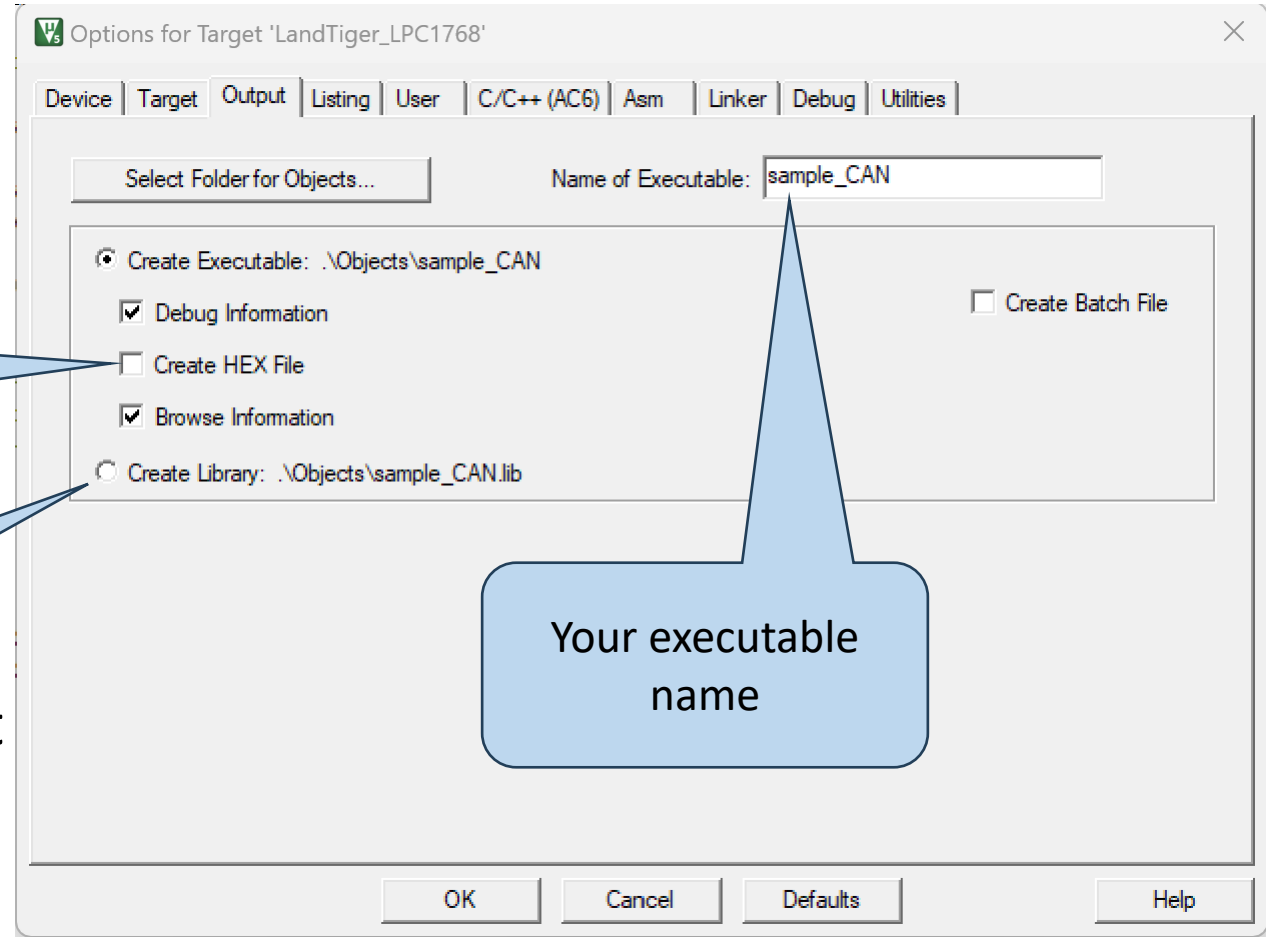 Options for Target 'LandTiger_LPC1768'
Device Target Output Listing User C/C++ (AC6) Asm Linker Debug Utilities
Select Folder for Objects... Name of Executable: sample_CAN
Create Executable: .\Objects\sample_CAN
Debug Information Create Batch File
Create HEX File
Browse Information
Create Library: .\Objects\sample_CAN.lib
Your executable
name
OK Cancel Defaults Help